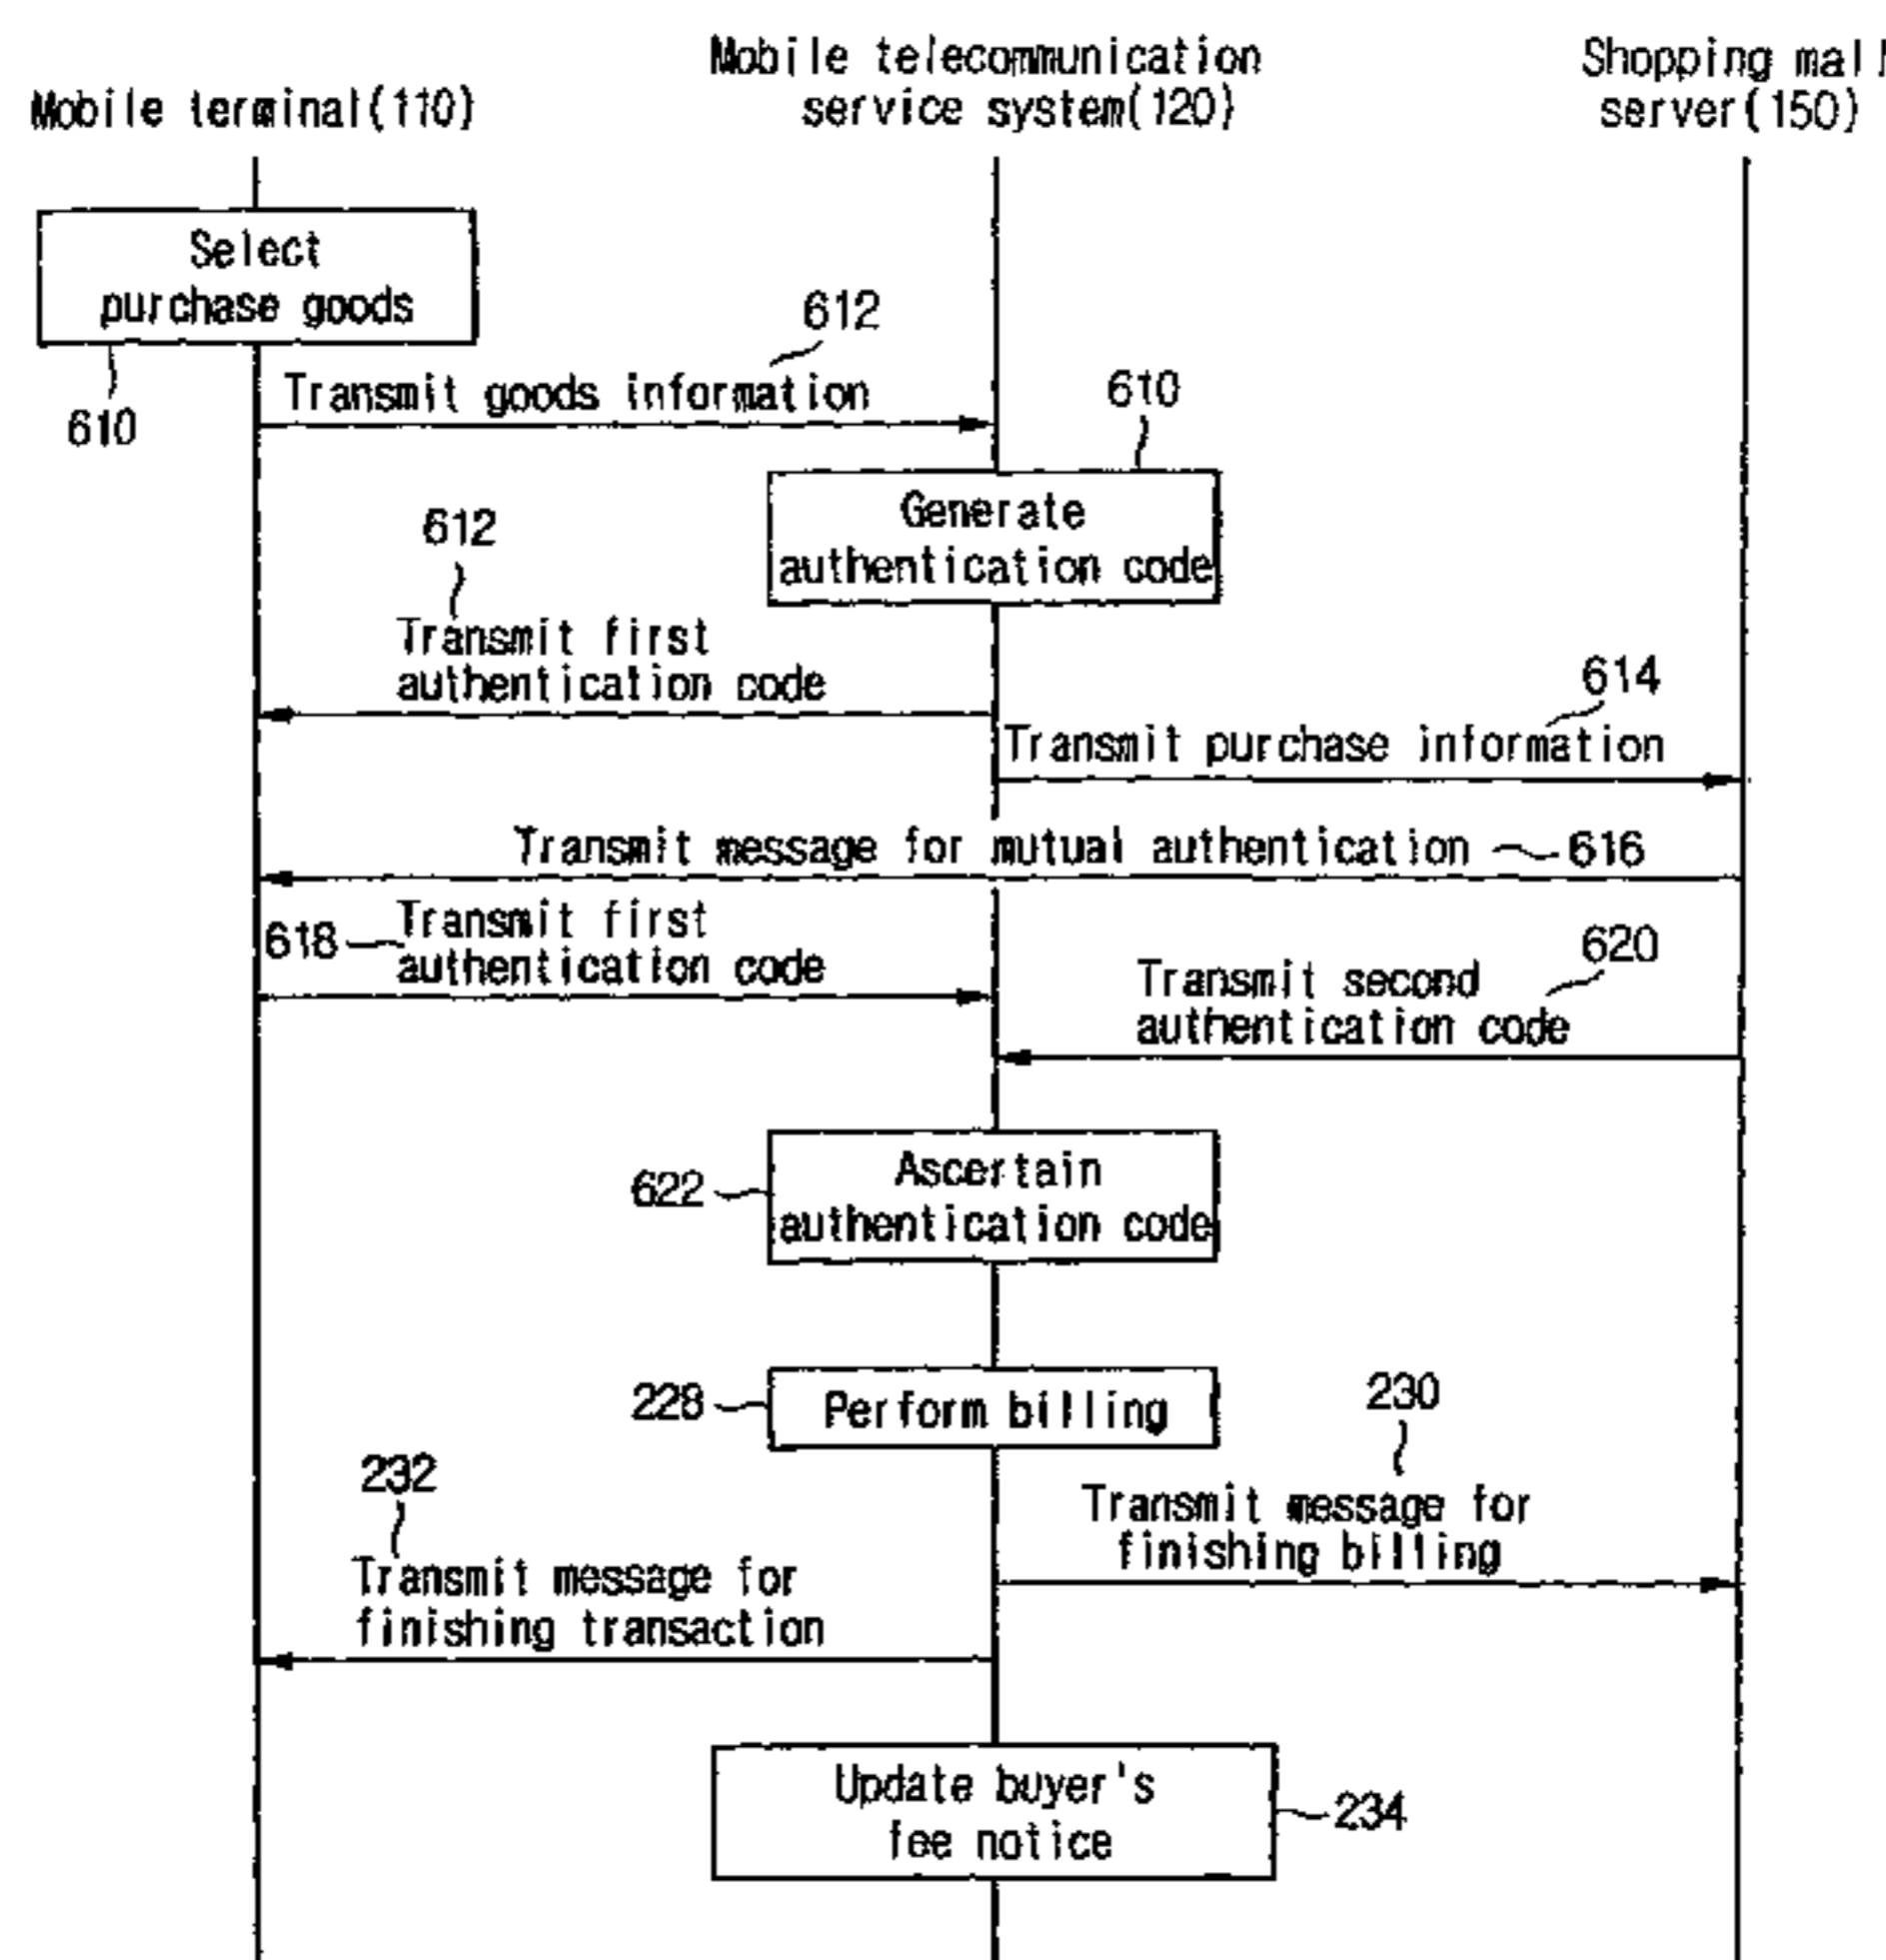 Mobile terminal(110)
Mobile telecommunication
service system(120)
Shopping mall
server(150)
Select
purchase goods
610
612
Transmit goods information
610
Generate
authentication code
612
Transmit first
authentication code
614
Transmit purchase information
Transmit message for mutual authentication 616
618 Transmit first
authentication code
620
Transmit second
authentication code
622
Ascertain
authentication code
228 Perform billing
230
Transmit message for
finishing billing
232
Transmit message for
finishing transaction
Update buyer's
fee notice
234